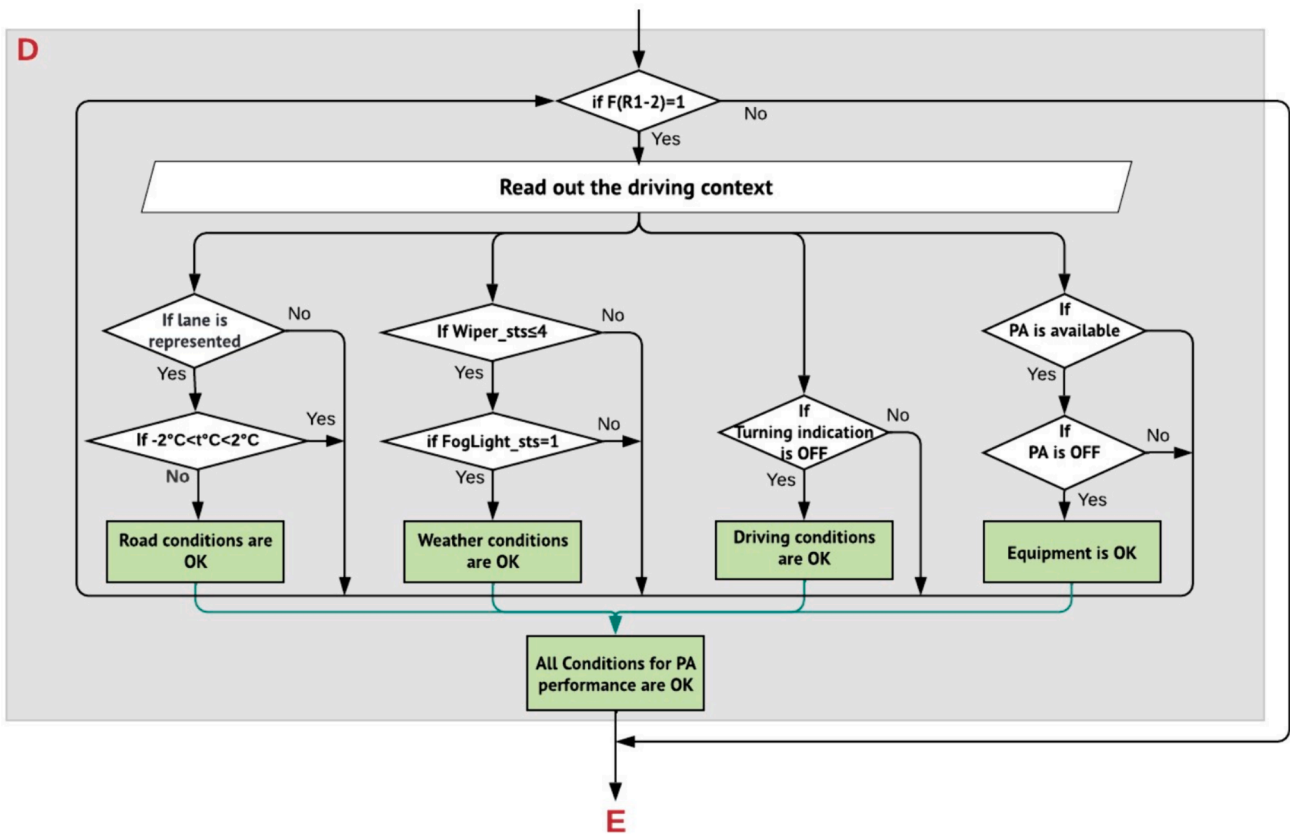 D
if F(R1-2)=1
No
Yes
Read out the driving context
If lane is
represented
No
Yes
If -2°C<t°C<2°C
Yes
No
Road conditions are
OK
If Wiper_sts≤4
No
Yes
if FogLight_sts=1
No
Yes
Weather conditions
are OK
If
Turning indication
is OFF
No
Yes
Driving conditions
are OK
If
PA is available
Yes
If
PA is OFF
No
Yes
Equipment is OK
All Conditions for PA
performance are OK
E